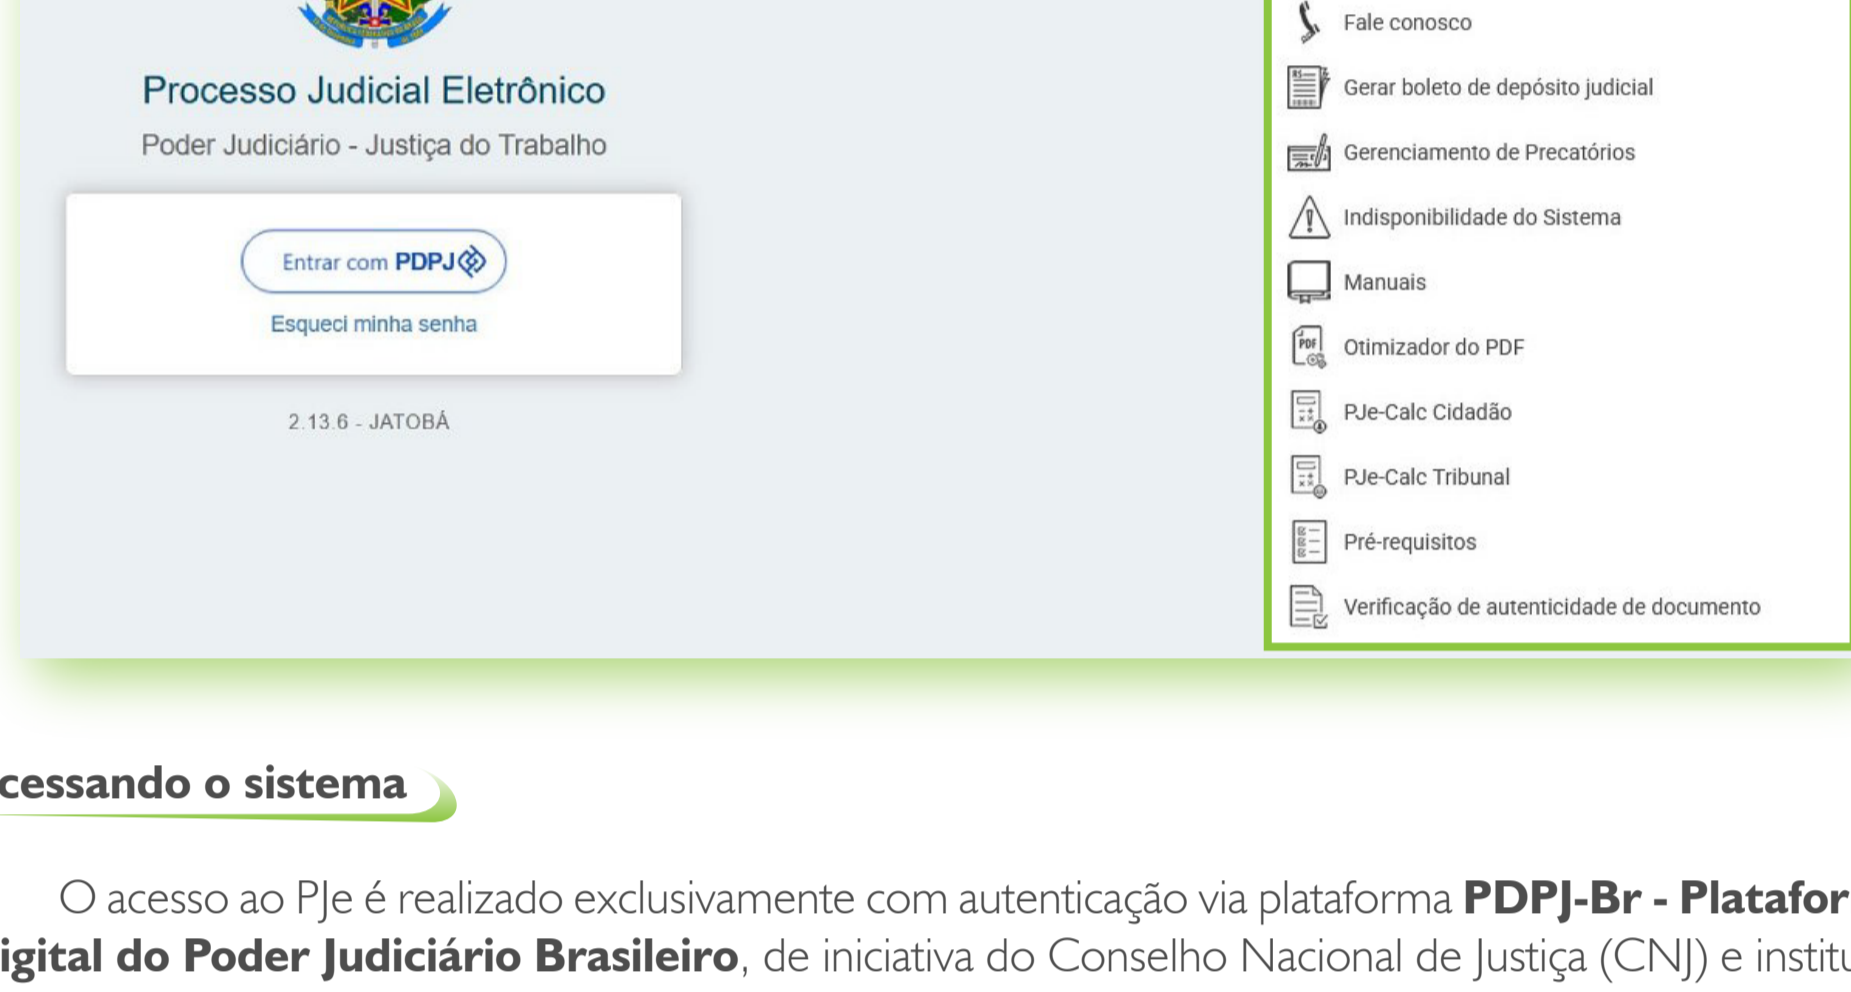 Processo Judicial Eletrônico
Poder Judiciário - Justiça do Trabalho
Entrar com PDPJ
Esqueci minha senha
2.13.6 - JATOBÁ
Fale conosco
Gerar boleto de depósito judicial
Gerenciamento de Precatórios
Indisponibilidade do Sistema
Manuais
PDF
Otimizador do PDF
PJe-Calc Cidadão
PJe-Calc Tribunal
Pré-requisitos
Verificação de autenticidade de documento
cessando o sistema
O acesso ao PJe é realizado exclusivamente com autenticação via plataforma PDPJ-Br - Platafor
igital do Poder Judiciário Brasileiro, de iniciativa do Conselho Nacional de Justiça (CNJ) e institu